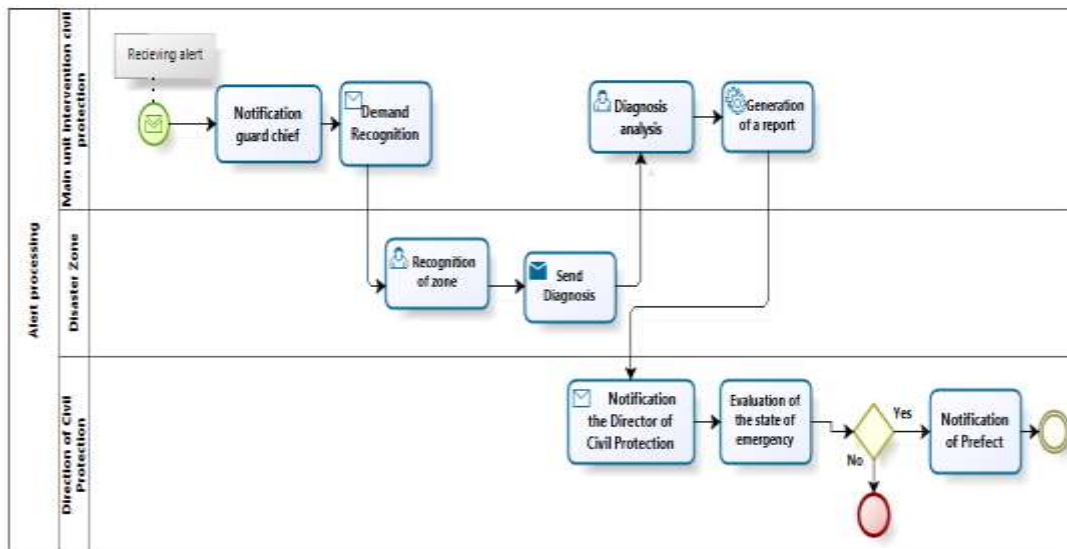 Alert processing
Main unit intervention civil
protection
Recieving alert
Notification
guard chief
Demand
Recognition
Diagnosis
analysis
Generation
of a report
Disaster Zone
Recognition
of zone
Send
Diagnosis
Direction of Civil
Protection
Notification
the Director of
Civil Protection
Evaluation of
the state of
emergency
Yes
No
Notification
of Prefect